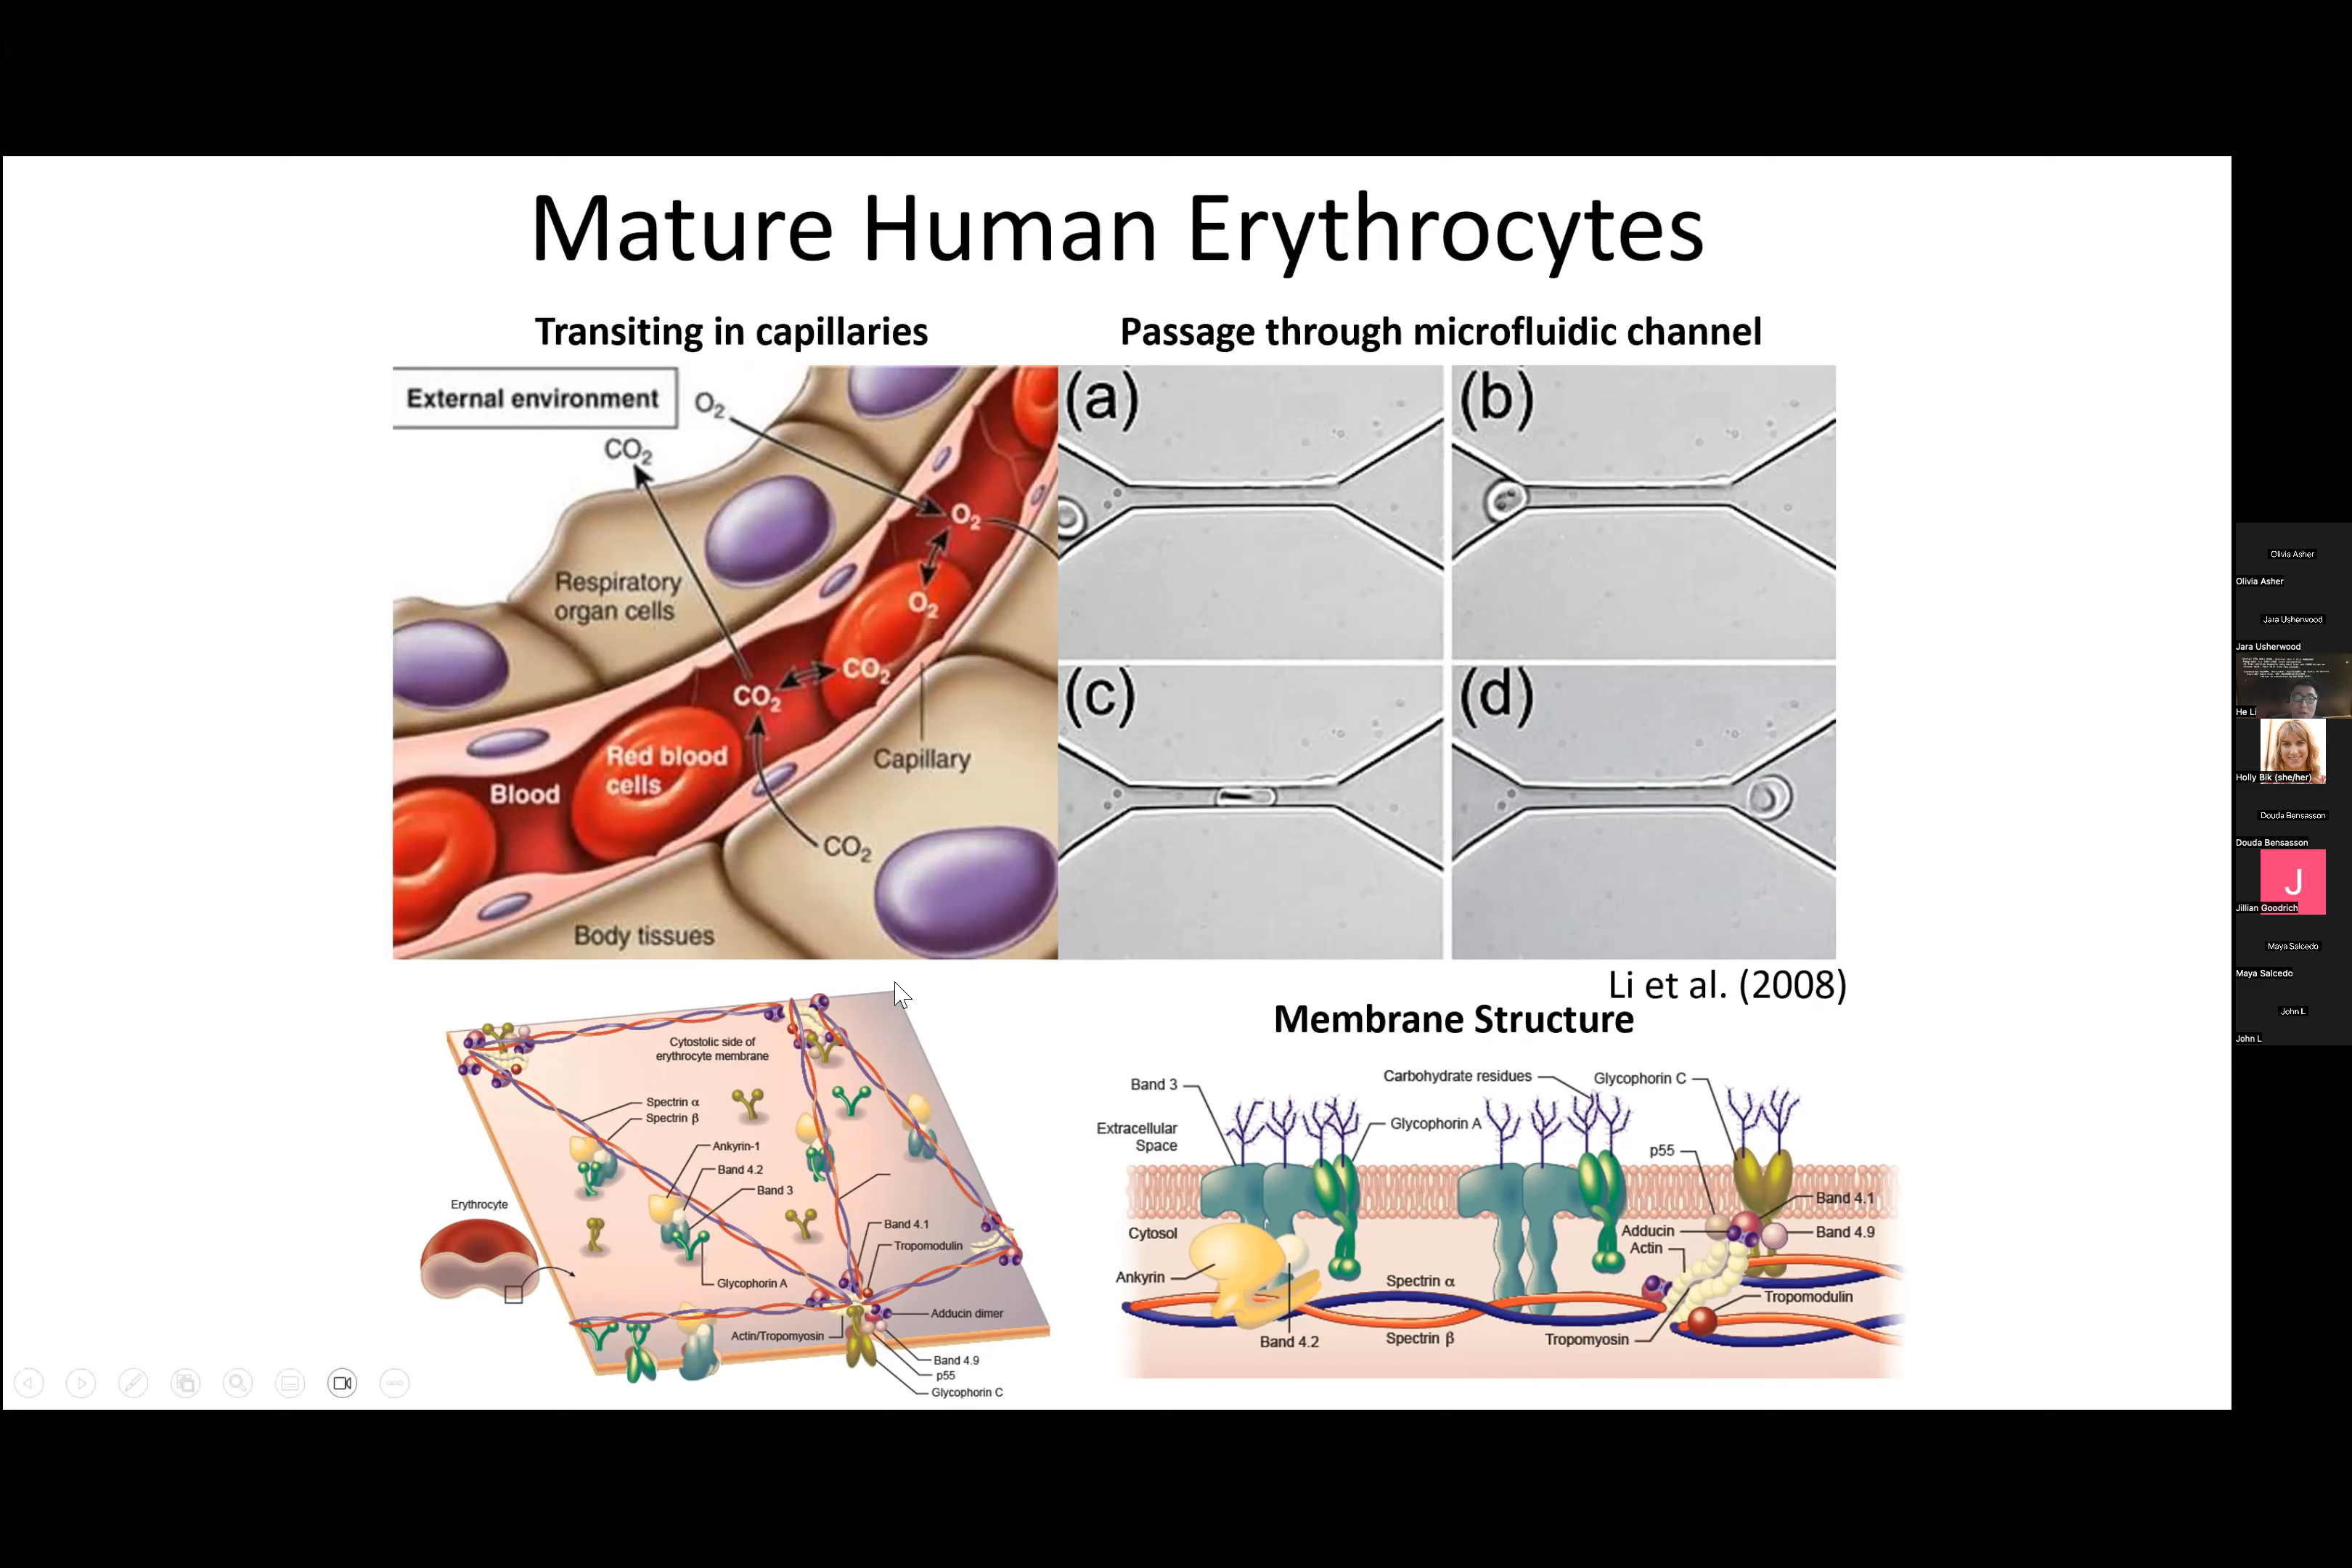 Mature Human Erythrocytes
Transiting in capillaries
Passage through microfluidic channel
External environment
O2
CO2
O2
O2
Respiratory
organ cells
CO2
CO2
Red blood
cells
Capillary
Blood
CO2
Body tissues
(a)
(b)
(c)
(d)
Li et al. (2008)
Membrane Structure
Cytostolic side of
erythrocyte membrane
Spectrin α
Spectrin β
Ankyrin-1
Band 4.2
Band 3
Erythrocyte
Band 4.1
Tropomodulin
Glycophorin A
Adducin dimer
Actin/Tropomyosin
Band 4.9
p55
Glycophorin C
Band 3
Carbohydrate residues
Glycophorin C
Extracellular
Space
Glycophorin A
p55
Band 4.1
Cytosol
Adducin
Band 4.9
Actin
Ankyrin
Spectrin α
Tropomodulin
Band 4.2
Spectrin β
Tropomyosin
Olivia Asher
Olivia Asher
Jara Usherwood
Jara Usherwood
He Li
Holly Bik (she/her)
Douda Bensasson
Douda Bensasson
J
Jillian Goodrich
Maya Salcedo
Maya Salcedo
John L
John L